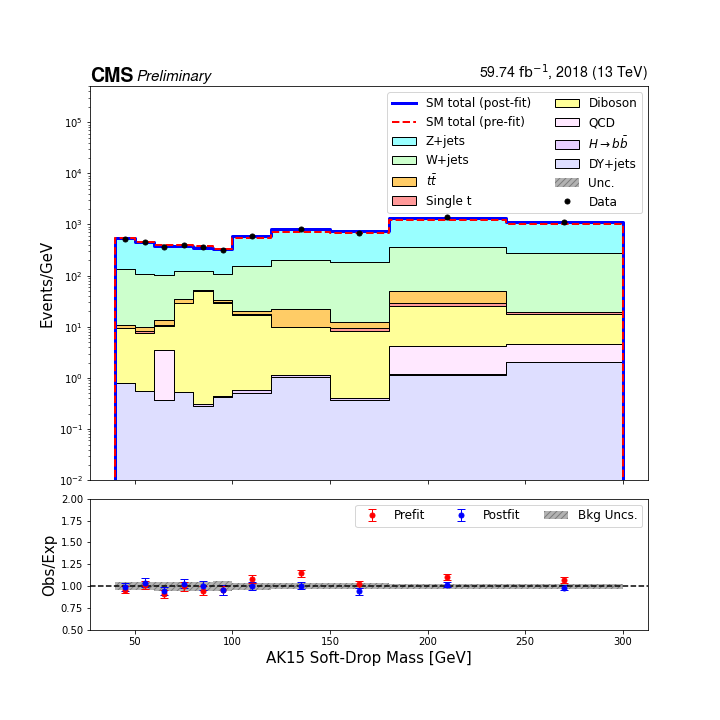 CMS Preliminary
59.74 fb⁻¹, 2018 (13 TeV)
SM total (post-fit)
SM total (pre-fit)
Z+jets
W+jets
tt̄
Single t
Diboson
QCD
H→bb̄
DY+jets
Unc.
Data
Events/GeV
10⁵
10⁴
10³
10²
10¹
10⁰
10⁻¹
10⁻²
Prefit
Postfit
Bkg Uncs.
Obs/Exp
2.00
1.75
1.50
1.25
1.00
0.75
0.50
50 100 150 200 250 300
AK15 Soft-Drop Mass [GeV]